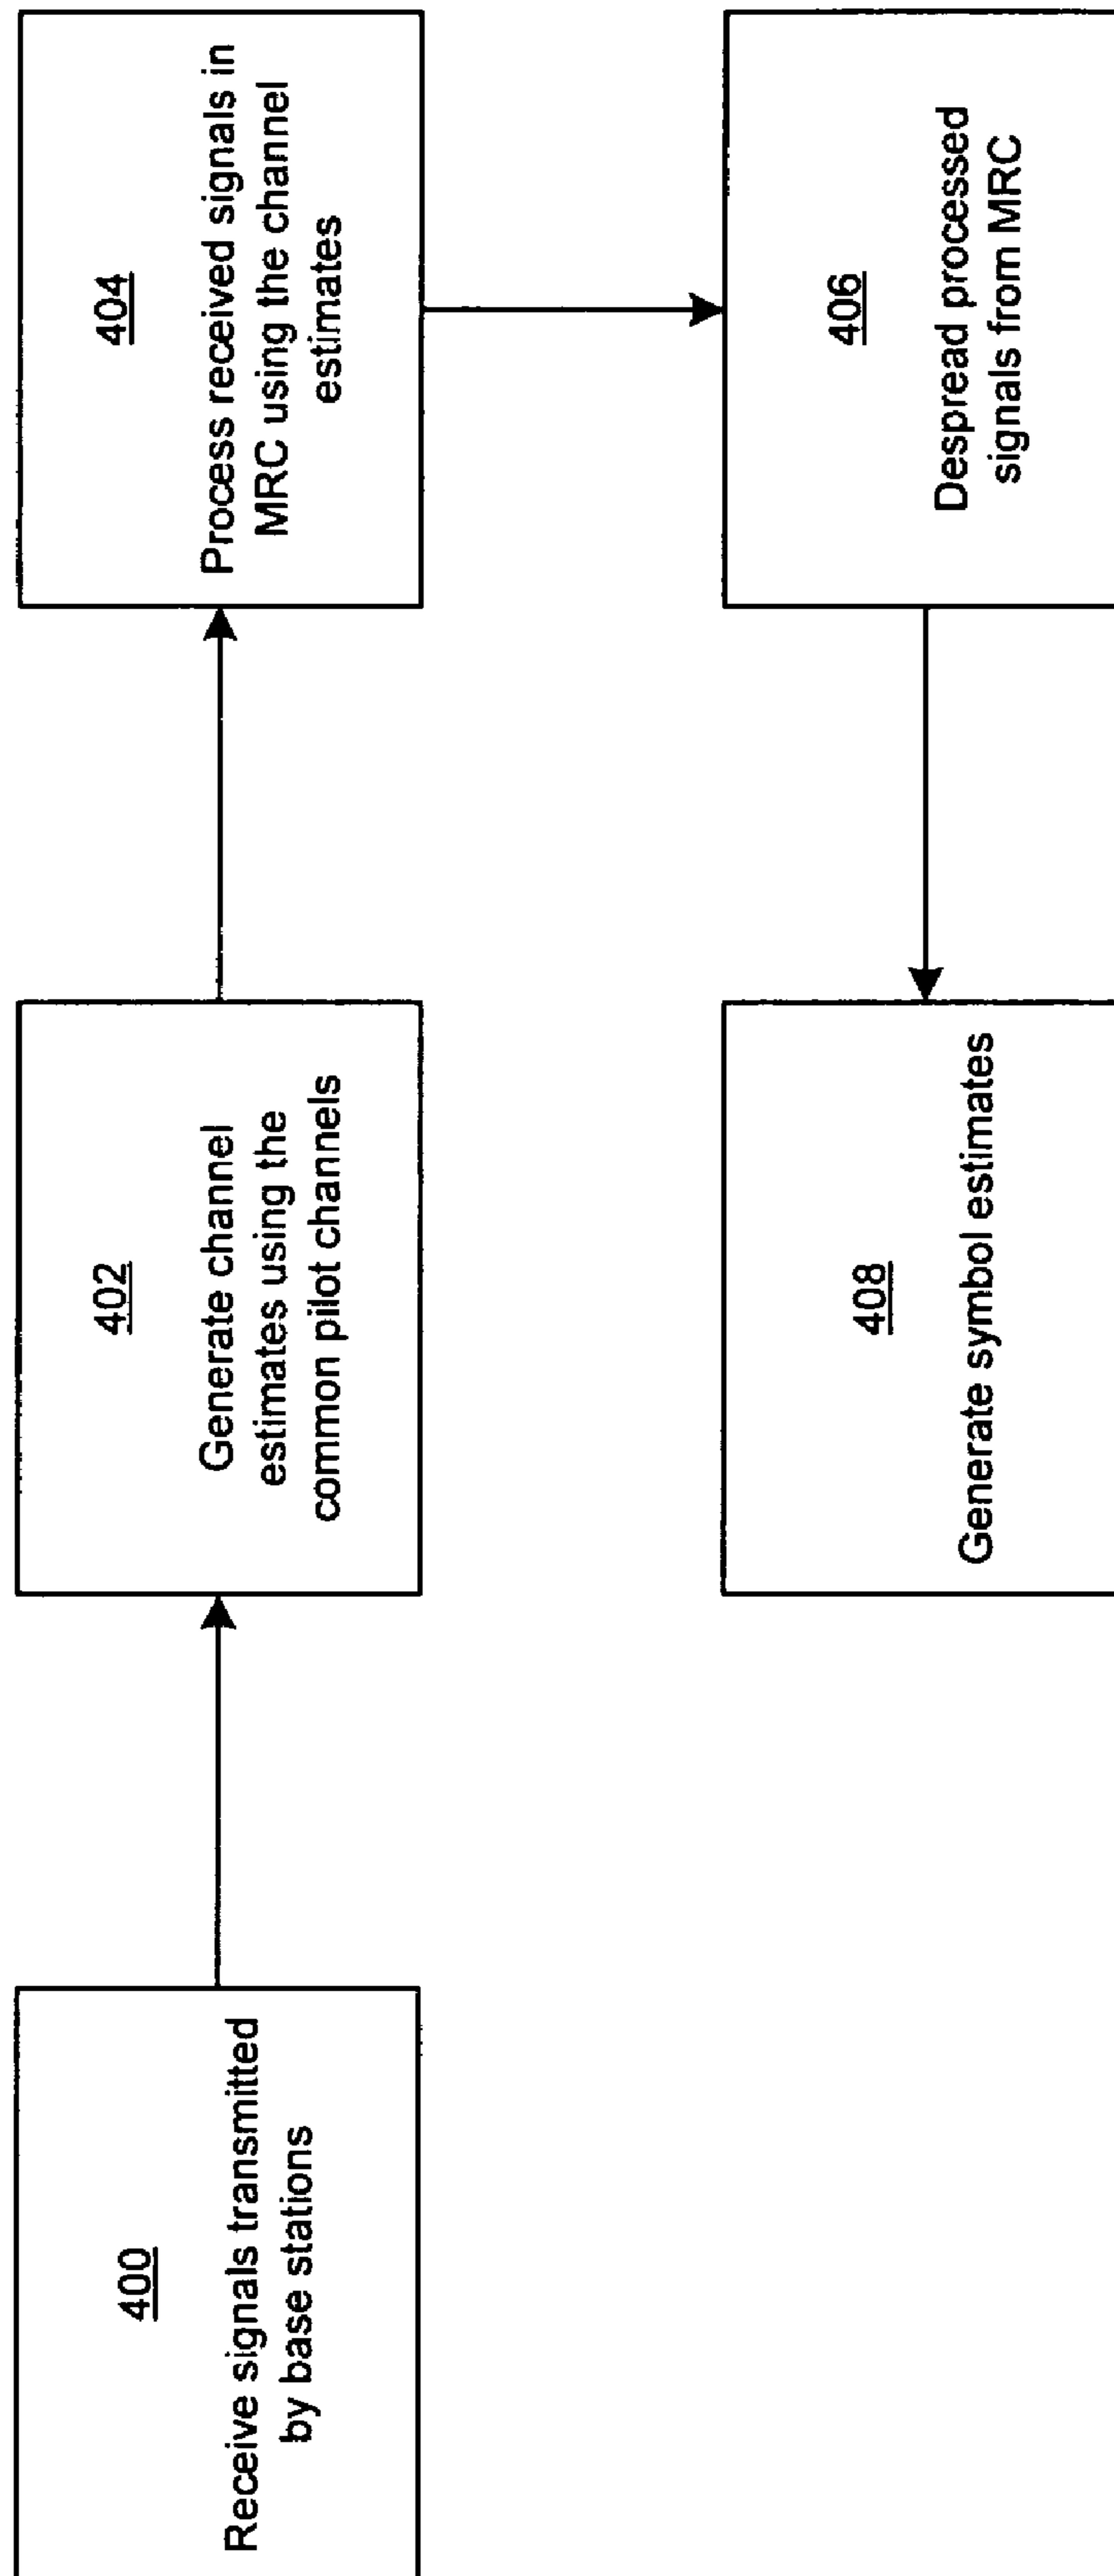 400
Receive signals transmitted
by base stations
402
Generate channel
estimates using the
common pilot channels
404
Process received signals in
MRC using the channel
estimates
406
Despread processed
signals from MRC
408
Generate symbol estimates